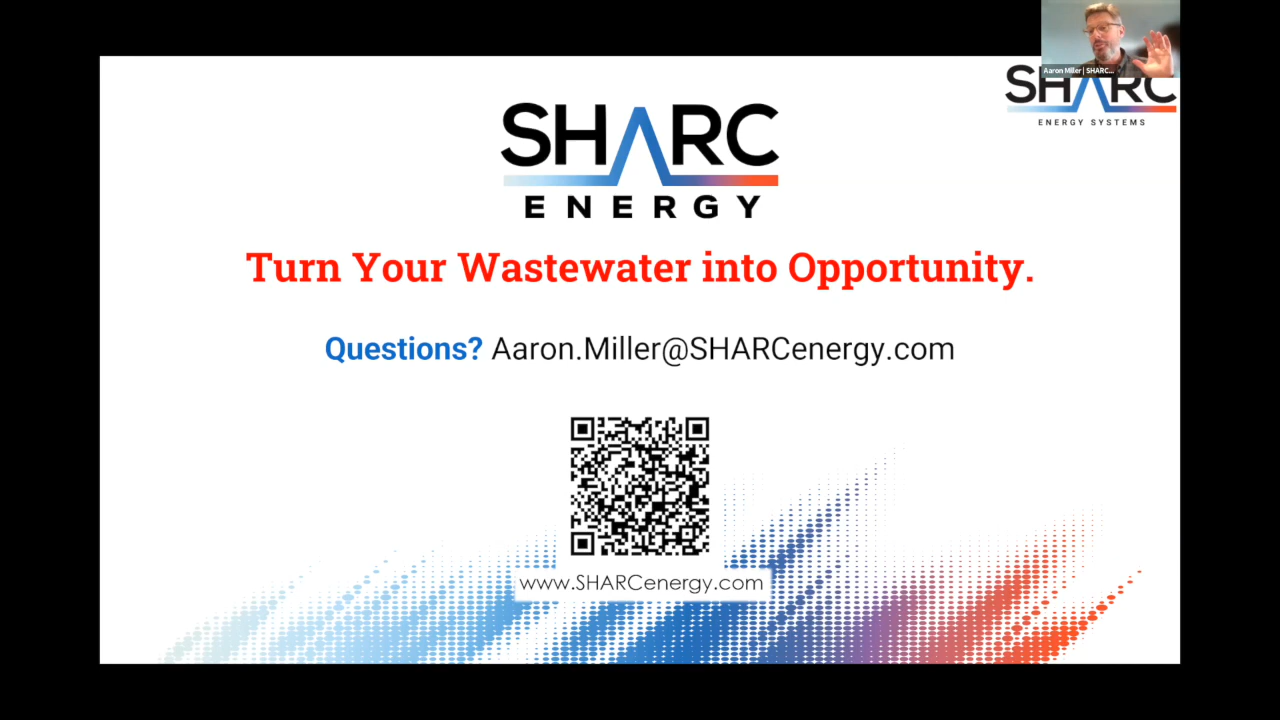 Aaron Miller | SHARC...
SHARC
ENERGY SYSTEMS
SHARC
ENERGY
Turn Your Wastewater into Opportunity.
Questions? Aaron.Miller@SHARCenergy.com
www.SHARCenergy.com